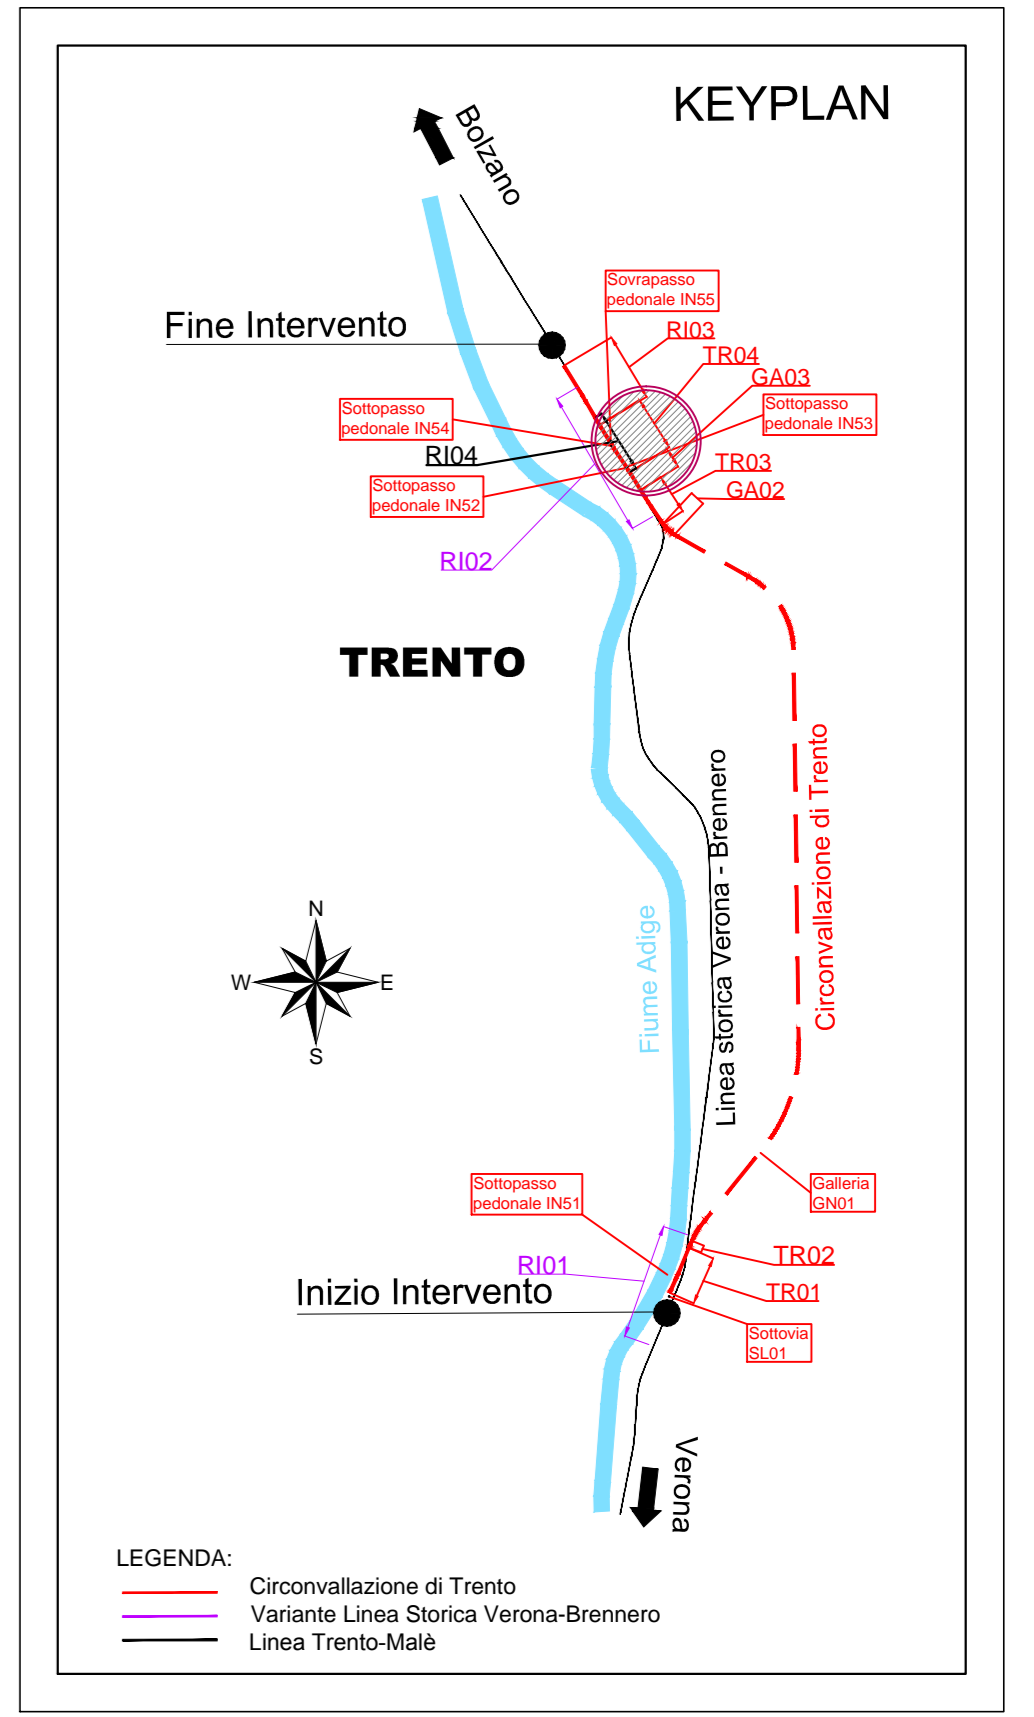 KEYPLAN
Bolzano
Sovrapasso
pedonale IN55
Fine Intervento
RI03
TR04
GA03
Sottopasso
pedonale IN54
Sottopasso
pedonale IN53
RI04
TR03
Sottopasso
pedonale IN52
GA02
RI02
TRENTO
Circonvallazione di Trento
Linea storica Verona - Brennero
Fiume Adige
N
W
E
S
Sottopasso
pedonale IN51
Galleria
GN01
RI01
TR02
Inizio Intervento
TR01
Sottovia
SL01
Verona
LEGENDA:
Circonvallazione di Trento
Variante Linea Storica Verona-Brennero
Linea Trento-Malè